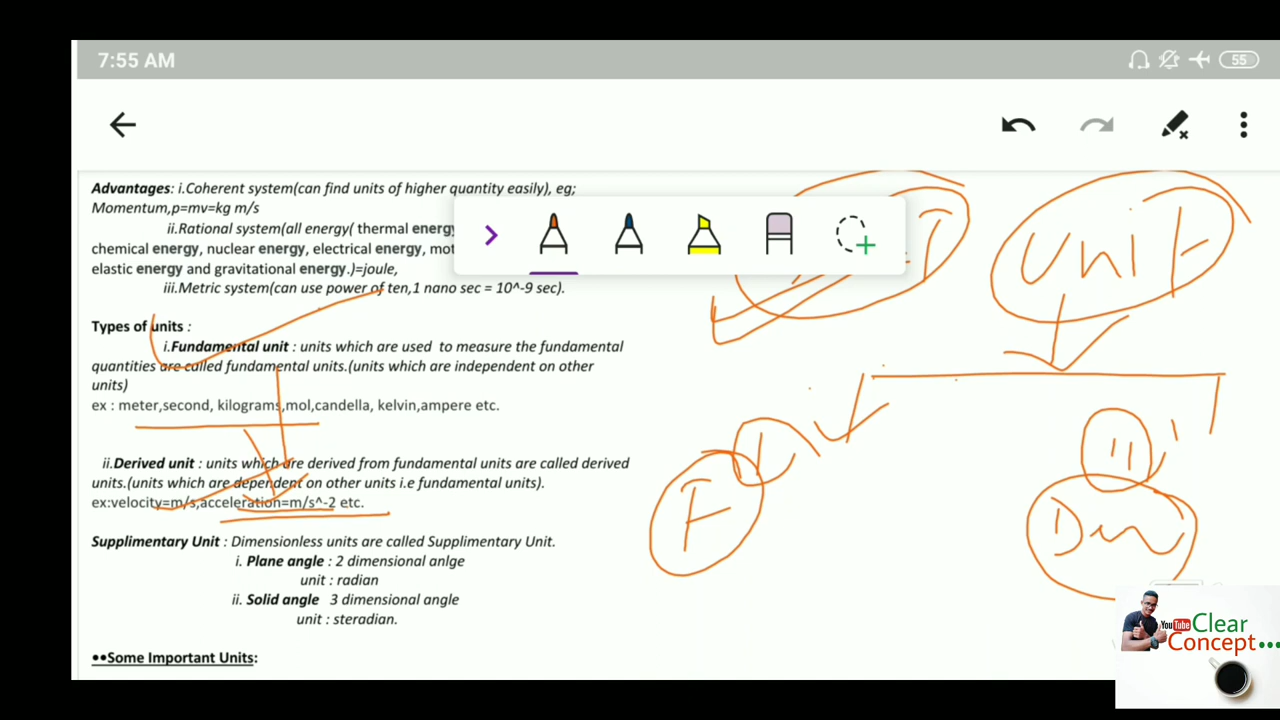 7:55 AM
55
Advantages: i.Coherent system(can find units of higher quantity easily), eg;
Momentum,p=mv=kg m/s
ii.Rational system(all energy( thermal energy
chemical energy, nuclear energy, electrical energy, mot
elastic energy and gravitational energy.)=joule,
iii.Metric system(can use power of ten,1 nano sec = 10^-9 sec).
Types of units :
i.Fundamental unit : units which are used to measure the fundamental
quantities are called fundamental units.(units which are independent on other
units)
ex : meter,second, kilograms,mol,candella, kelvin,ampere etc.
ii.Derived unit : units which are derived from fundamental units are called derived
units.(units which are dependent on other units i.e fundamental units).
ex:velocity=m/s,acceleration=m/s^-2 etc.
Supplimentary Unit : Dimensionless units are called Supplimentary Unit.
i. Plane angle : 2 dimensional anlge
unit : radian
ii. Solid angle 3 dimensional angle
unit : steradian.
••Some Important Units:
Unit
F
11
YouTube Clear
Concept...